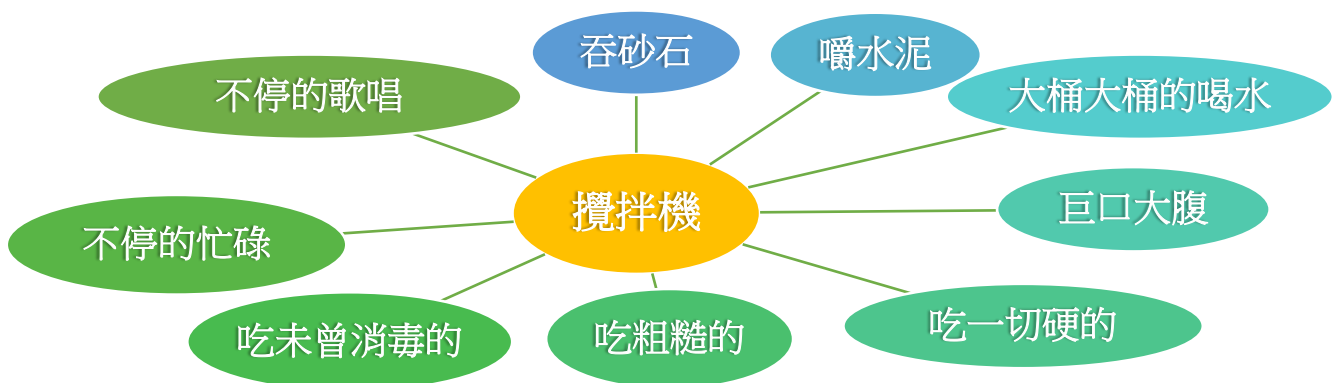 吞砂石
嚼水泥
不停的歌唱
大桶大桶的喝水
攪拌機
巨口大腹
不停的忙碌
吃未曾消毒的
吃粗糙的
吃一切硬的